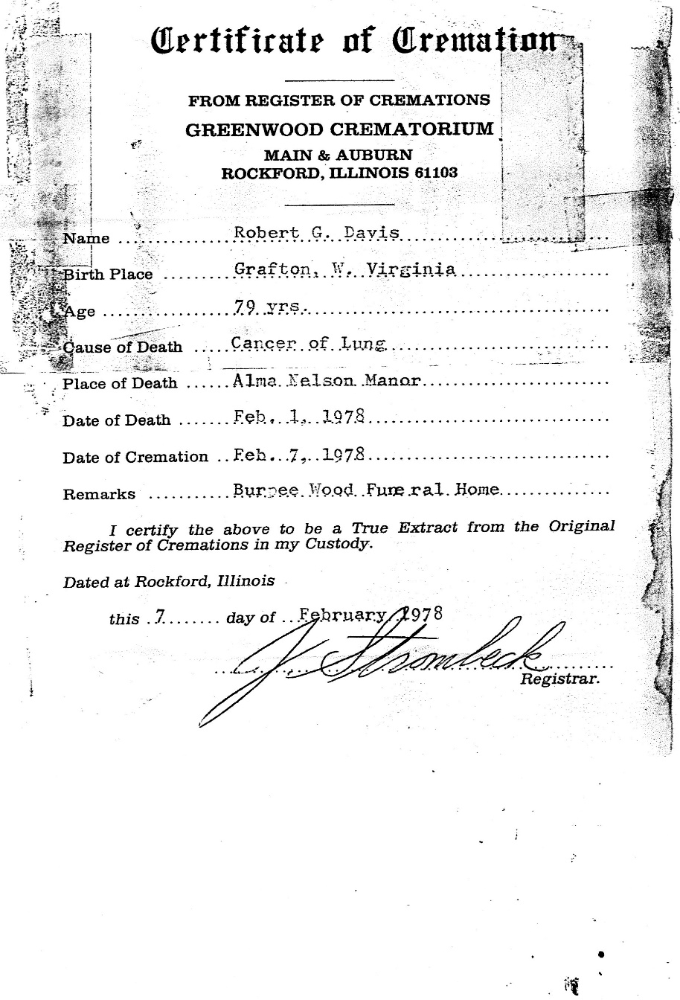 Certificate of Cremation
FROM REGISTER OF CREMATIONS
GREENWOOD CREMATORIUM
MAIN & AUBURN
ROCKFORD, ILLINOIS 61103
Name ................Robert G. Davis................................
Birth Place .........Grafton, W. Virginia.......................
Age .................79 yrs.........................................
Cause of Death .....Cancer of Lung...............................
Place of Death ......Alma Nelson Manor...........................
Date of Death .......Feb. 1, 1978...................................
Date of Cremation ..Feb. 7, 1978...................................
Remarks ...........Burpee Wood Funeral Home................
I certify the above to be a True Extract from the Original
Register of Cremations in my Custody.
Dated at Rockford, Illinois
this .7........ day of ...February, 1978
J. Strombeck
Registrar.